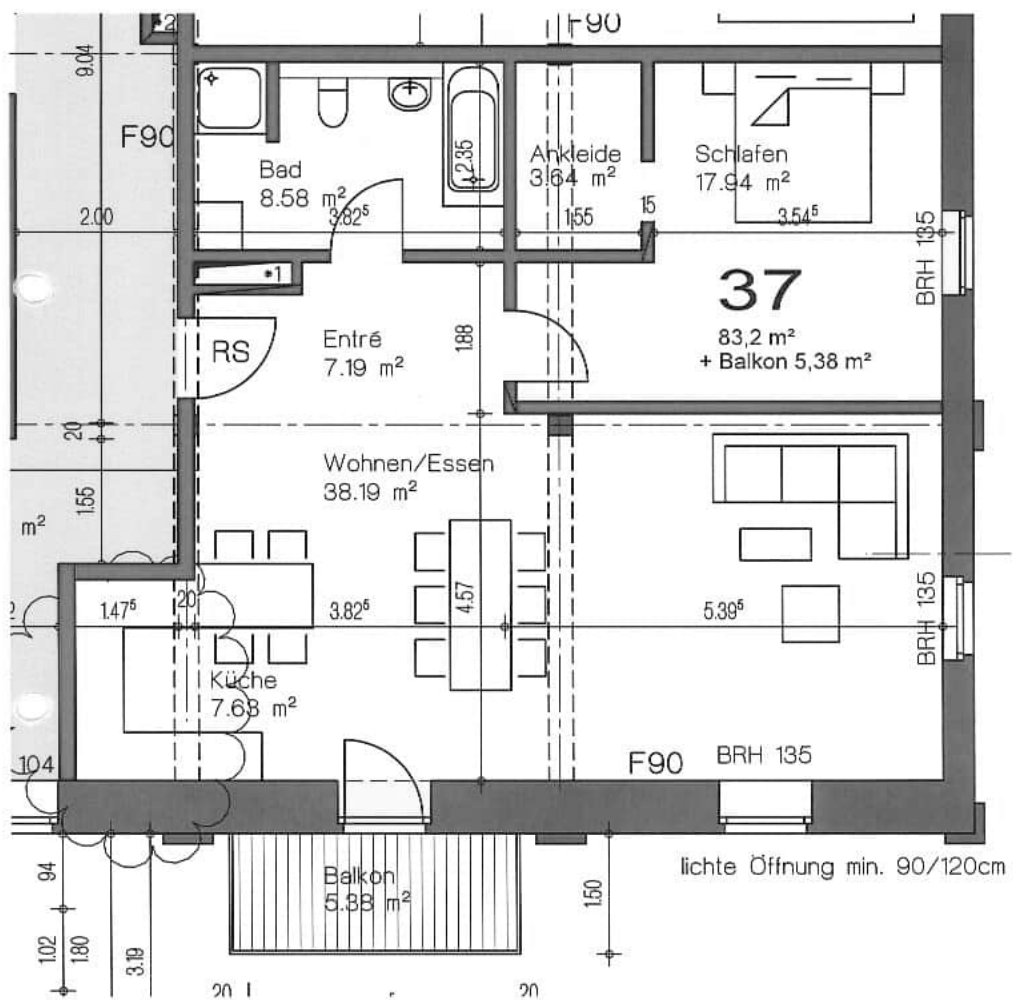 *2
F90
9.04
F90
Bad
8.58 m²
2.35
Ankleide
3.64 m²
Schlafen
17.94 m²
2.00
3.82⁵
1.55
15
3.54⁵
BRH 135
*1
37
83,2 m²
+ Balkon 5,38 m²
RS
Entré
7.19 m²
1.88
20
1.55
Wohnen/Essen
38.19 m²
m²
1.47⁵
20
3.82⁵
4.57
5.39⁵
BRH 135
Küche
7.63 m²
104
F90
BRH 135
94
Balkon
5.38 m²
1.50
lichte Öffnung min. 90/120cm
1.02
1.80
3.19
20
20